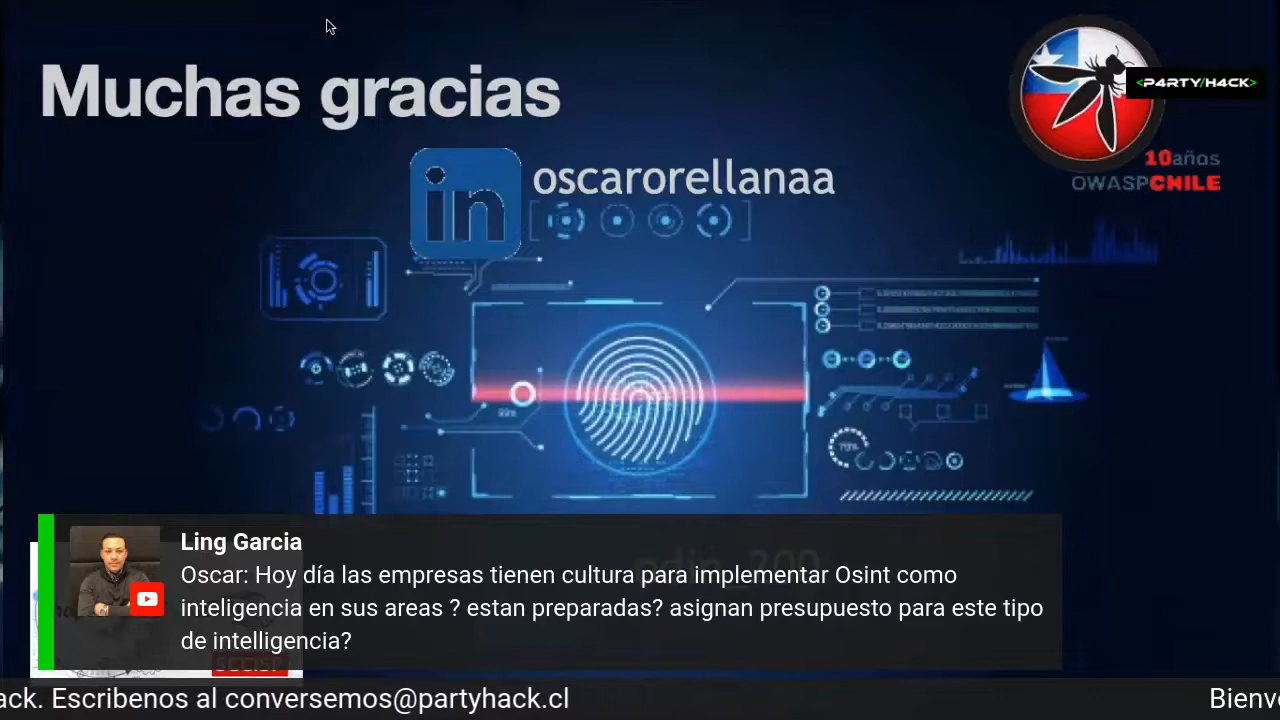 Muchas gracias
<P4RTY/H4CK>
in
oscarorellanaa
10años
OWASPCHILE
Ling Garcia
Oscar: Hoy día las empresas tienen cultura para implementar Osint como
inteligencia en sus areas ? estan preparadas? asignan presupuesto para este tipo
de intelligencia?
ack. Escribenos al conversemos@partyhack.cl
Bienv